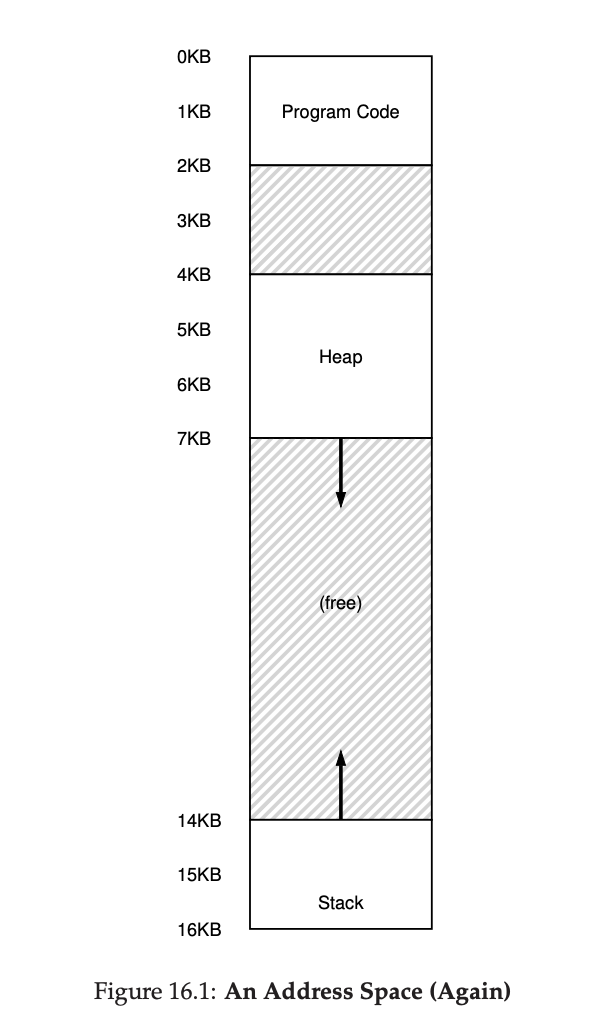 0KB
1KB
Program Code
2KB
3KB
4KB
5KB
Heap
6KB
7KB
(free)
14KB
15KB
Stack
16KB
Figure 16.1: An Address Space (Again)